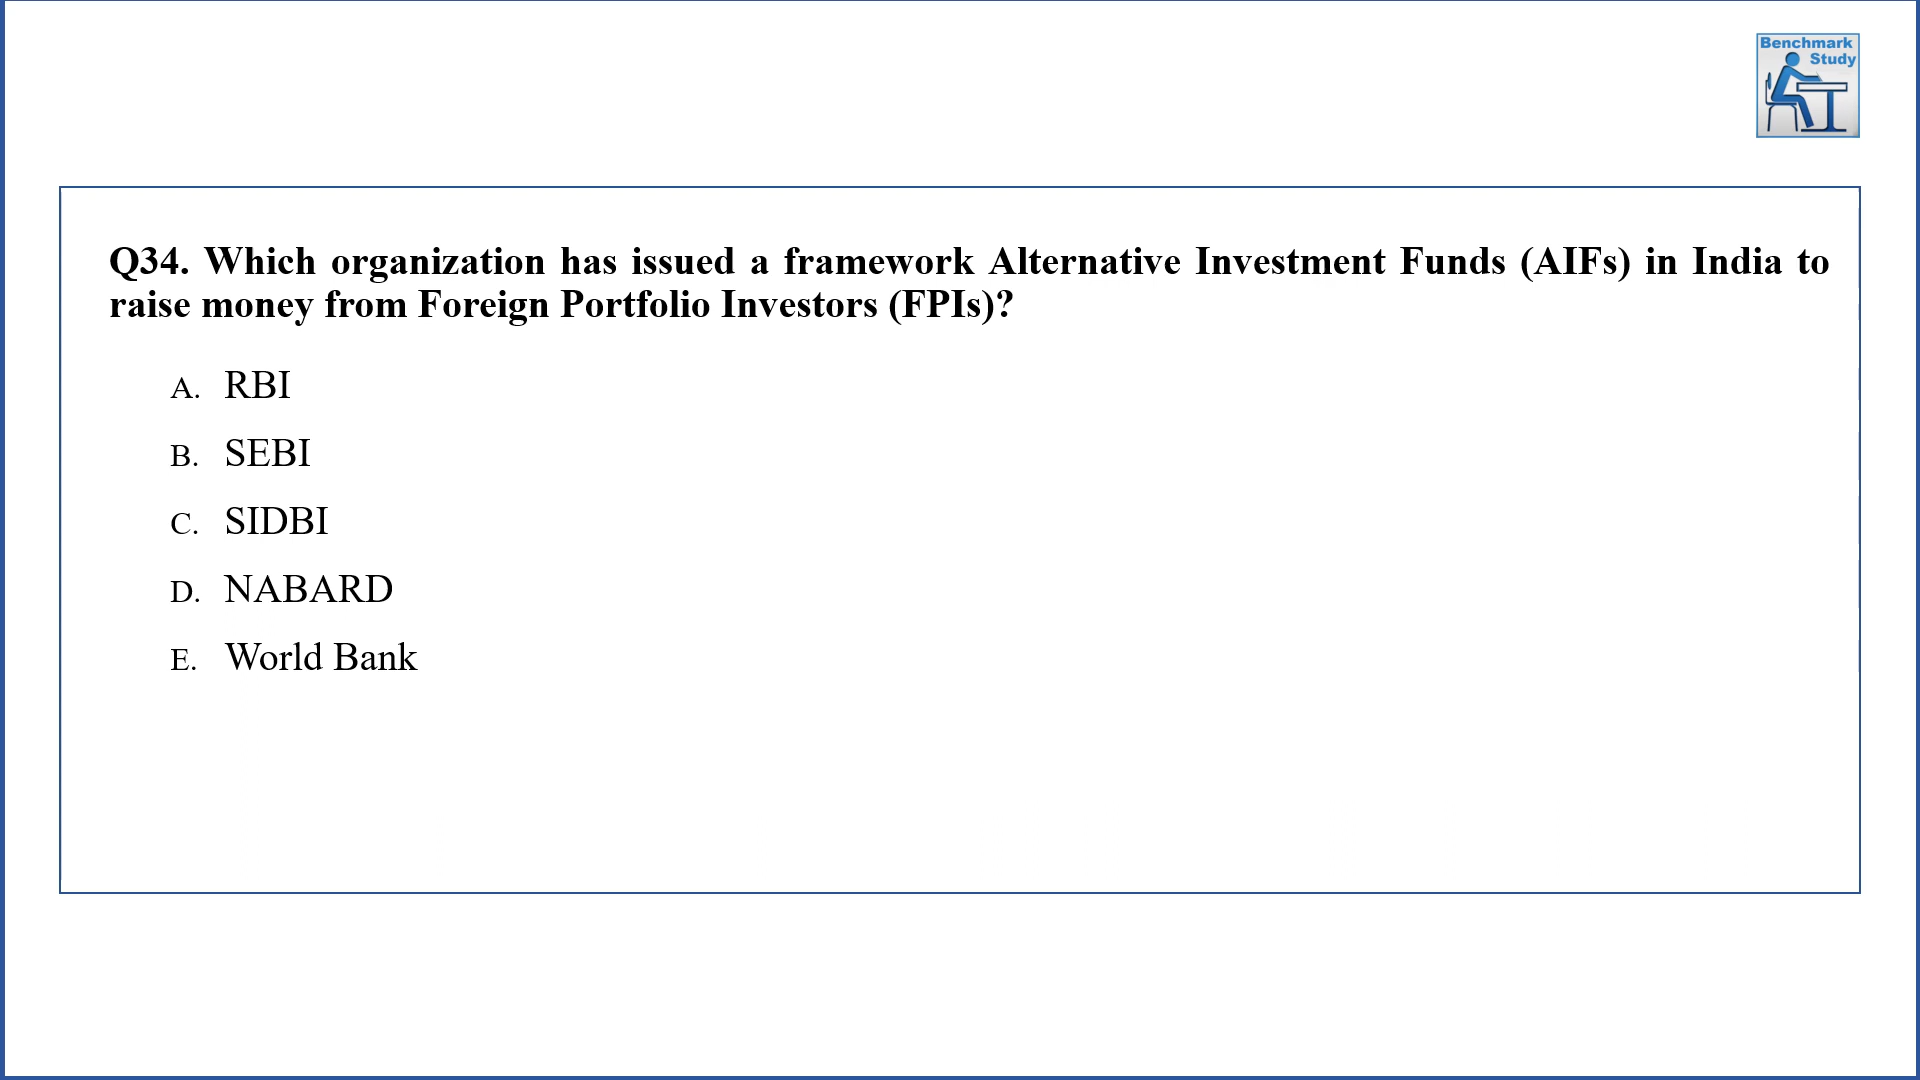 Benchmark
Study
Q34. Which organization has issued a framework Alternative Investment Funds (AIFs) in India to
raise money from Foreign Portfolio Investors (FPIs)?
A. RBI
B. SEBI
C. SIDBI
D. NABARD
E. World Bank